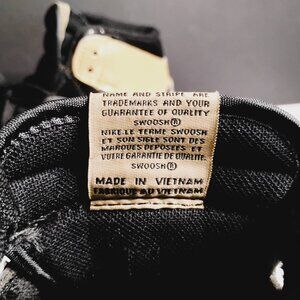 NAME AND STRIPE ARE
TRADEMARKS AND YOUR
GUARANTEE OF QUALITY
SWOOSH®
NIKE LE TERME SWOOSH
ET SON SIGLE SONT DES
MARQUES DEPOSEES ET
VOTRE GARANTIE DE QUALITE.
SWOOSH®
MADE IN VIETNAM
FABRIQUE AU VIETNAM